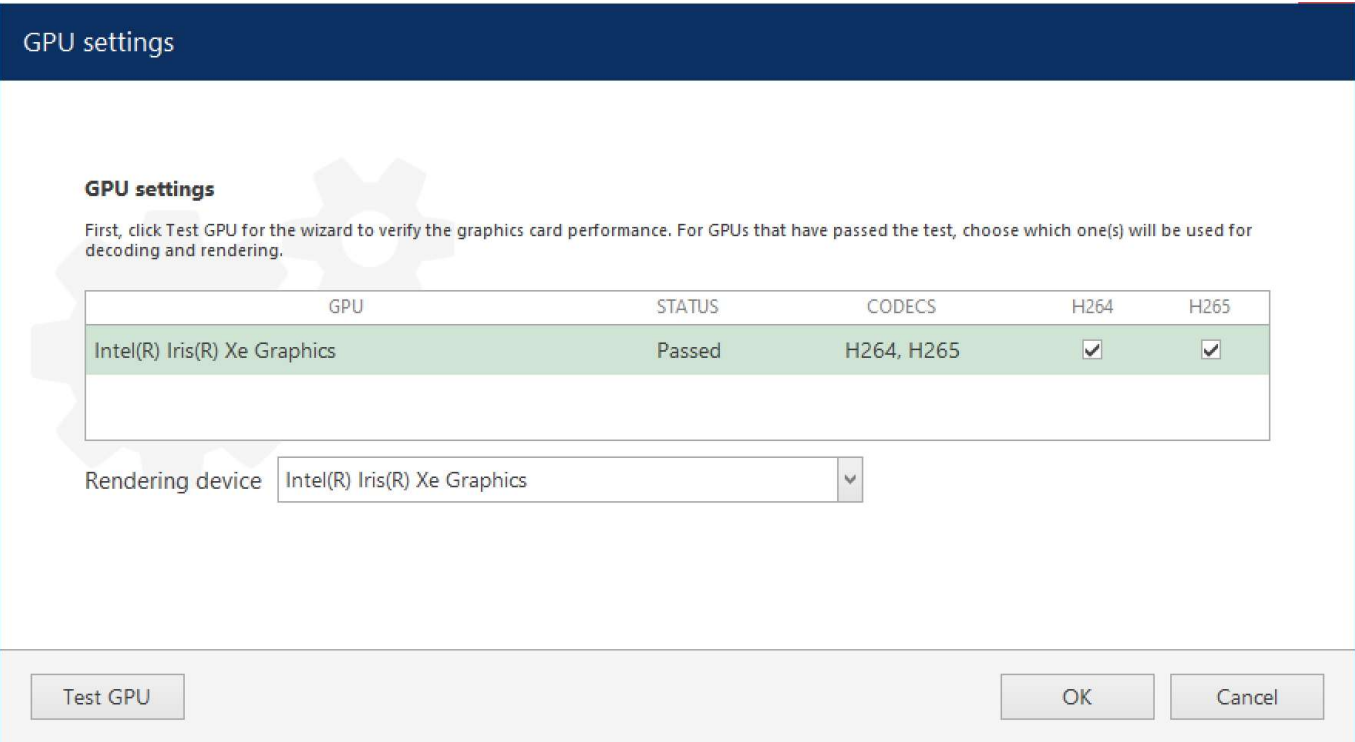 GPU settings
GPU settings
First, click Test GPU for the wizard to verify the graphics card performance. For GPUs that have passed the test, choose which one(s) will be used for
decoding and rendering.
GPU STATUS CODECS H264 H265
Intel(R) Iris(R) Xe Graphics Passed H264, H265
Rendering device Intel(R) Iris(R) Xe Graphics
Test GPU OK Cancel